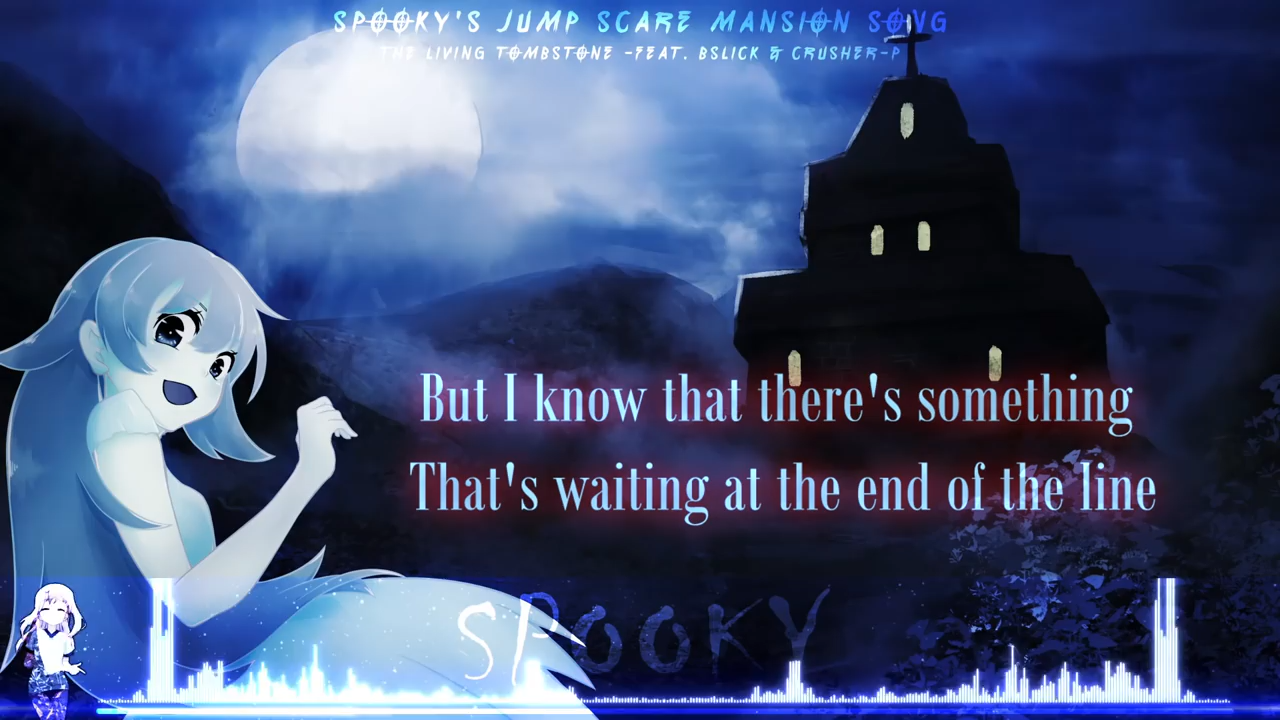 SPOOKY'S JUMP SCARE MANSION SONG
THE LIVING TOMBSTONE -FEAT. BSLICK & CRUSHER-P
But I know that there's something
That's waiting at the end of the line
SPOOKY